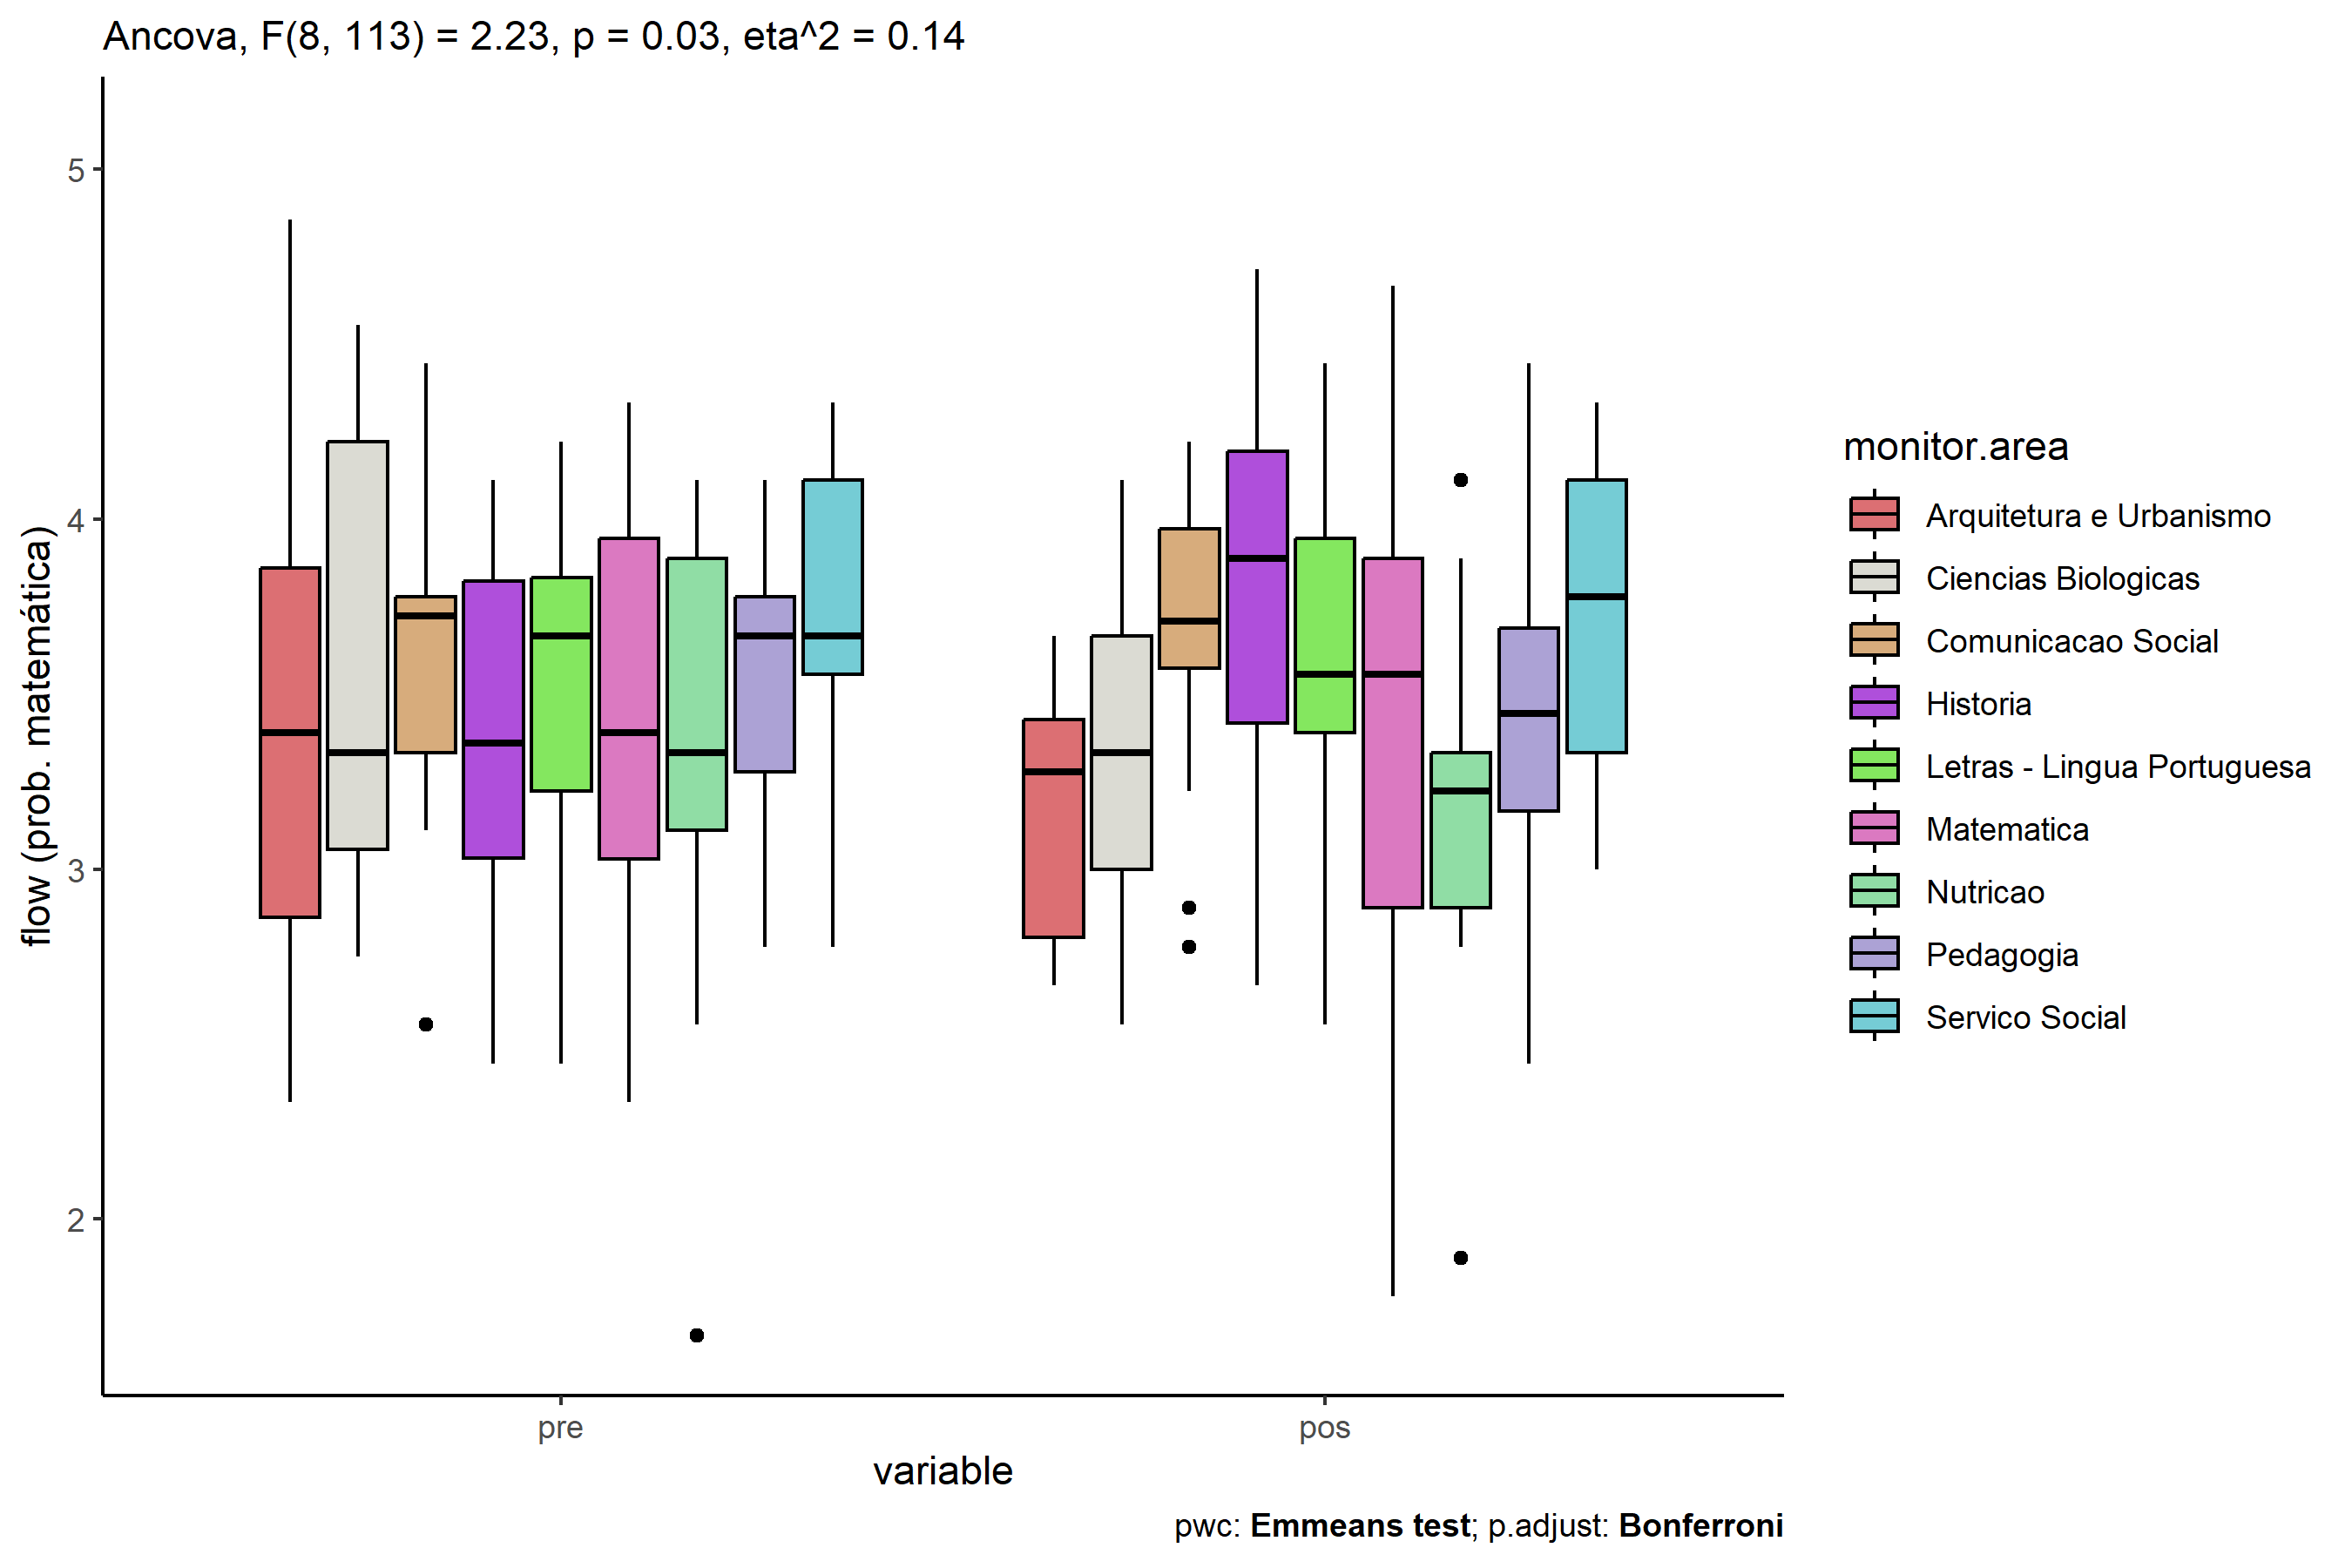 Ancova, F(8, 113) = 2.23, p = 0.03, eta^2 = 0.14
flow (prob. matemática)
5
4
3
2
pre
pos
variable
monitor.area
Arquitetura e Urbanismo
Ciencias Biologicas
Comunicacao Social
Historia
Letras - Lingua Portuguesa
Matematica
Nutricao
Pedagogia
Servico Social
pwc: Emmeans test; p.adjust: Bonferroni